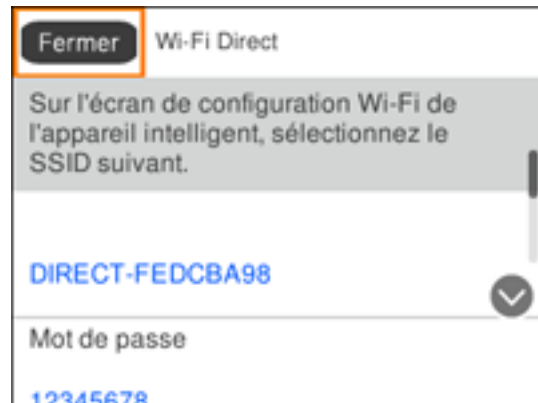 Fermer Wi-Fi Direct
Sur l'écran de configuration Wi-Fi de
l'appareil intelligent, sélectionnez le
SSID suivant.
DIRECT-FEDCBA98
Mot de passe
12345678